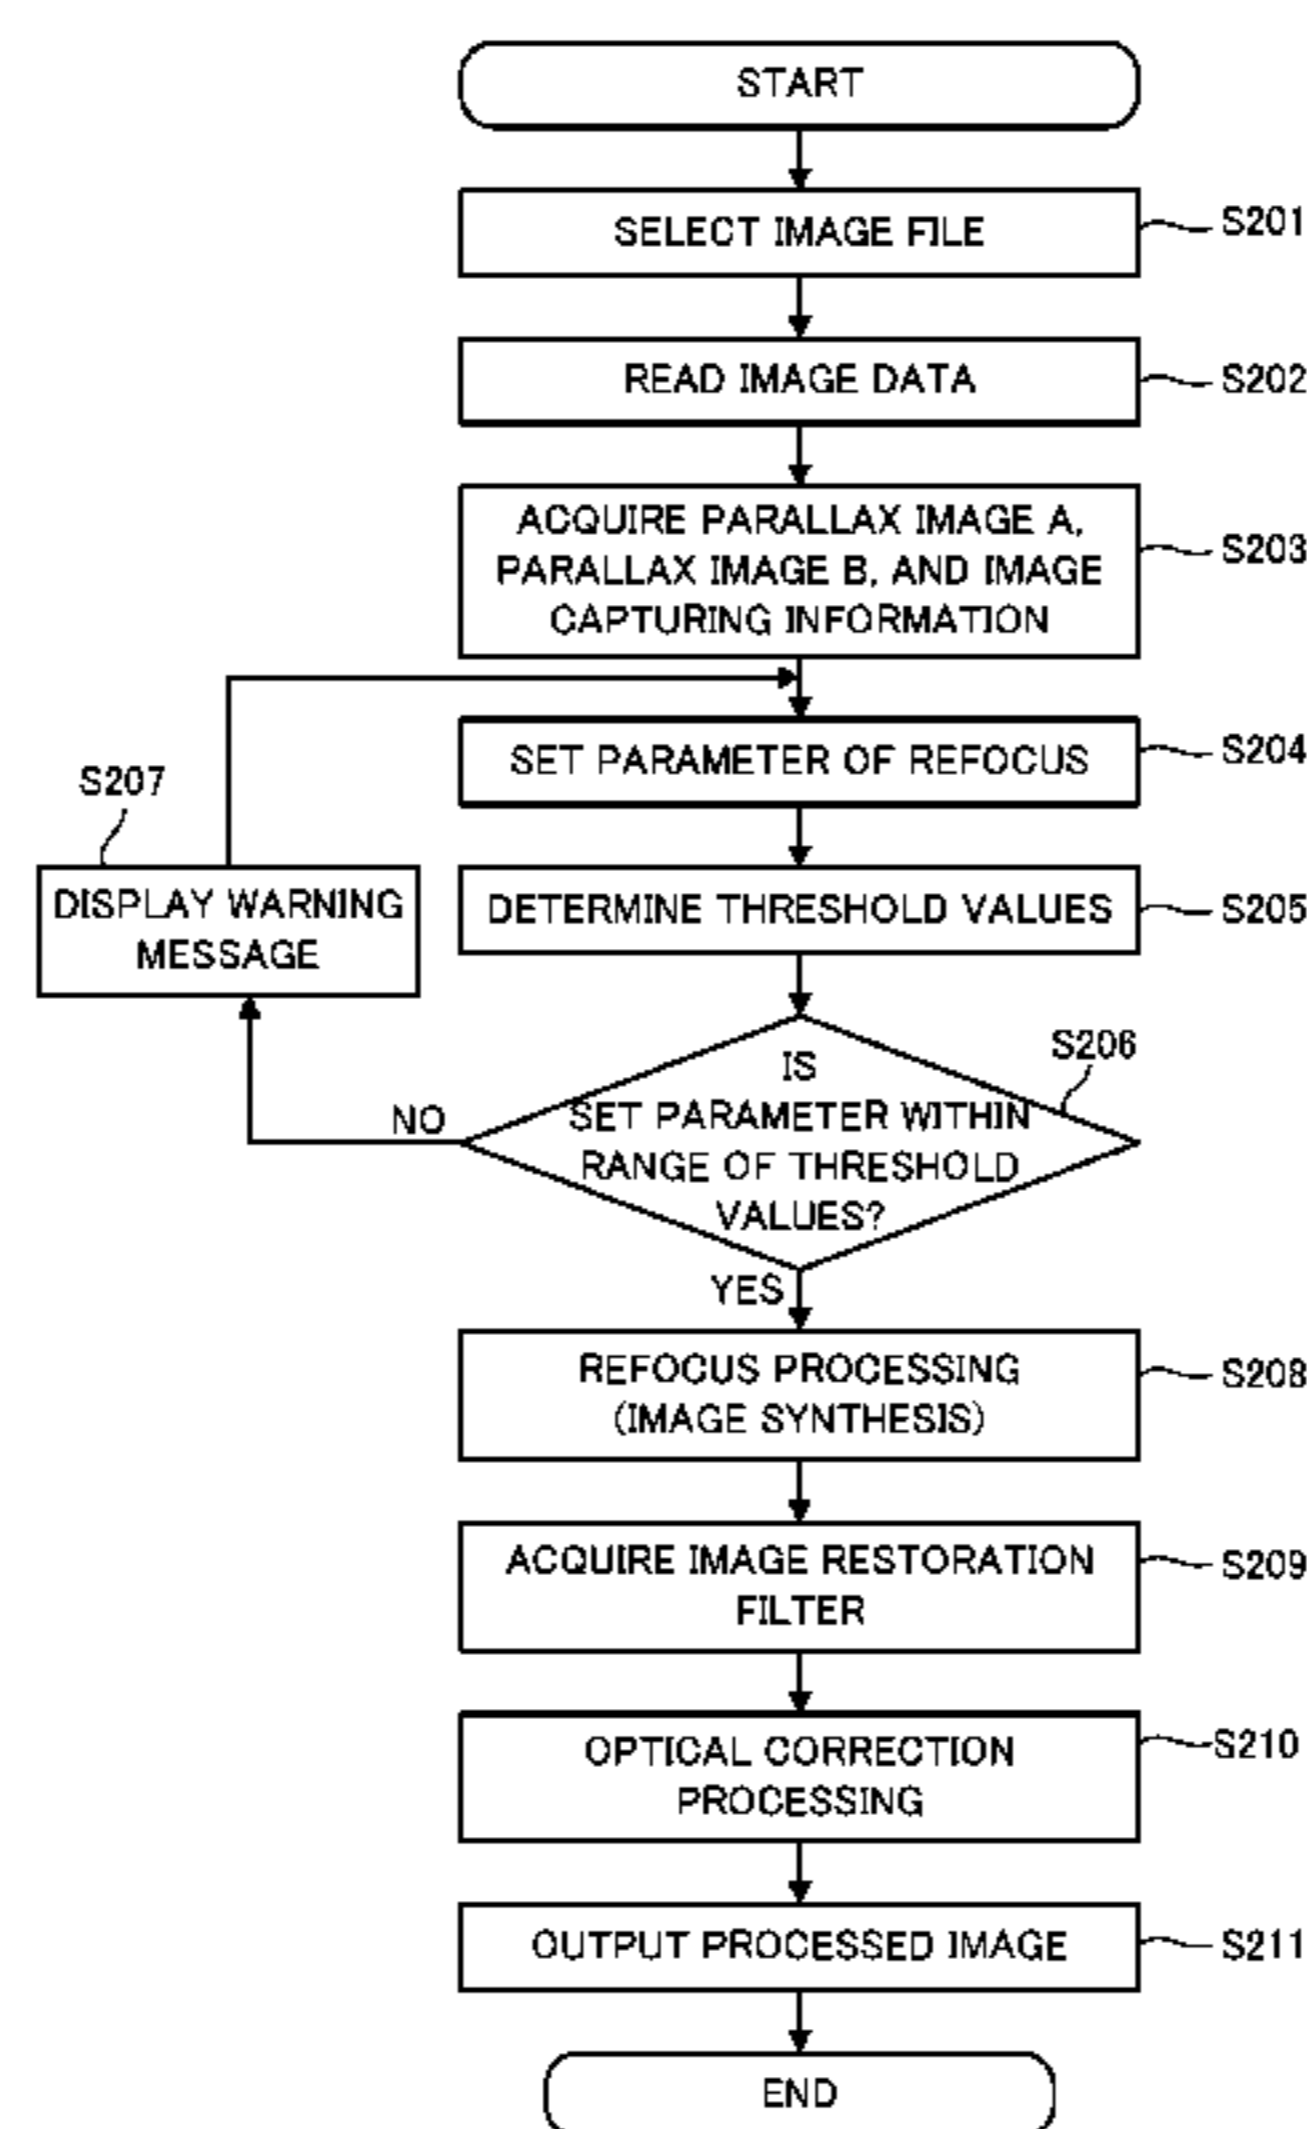 START
SELECT IMAGE FILE
S201
READ IMAGE DATA
S202
ACQUIRE PARALLAX IMAGE A,
PARALLAX IMAGE B, AND IMAGE
CAPTURING INFORMATION
S203
SET PARAMETER OF REFOCUS
S204
S207
DISPLAY WARNING
MESSAGE
DETERMINE THRESHOLD VALUES
S205
S206
IS
SET PARAMETER WITHIN
RANGE OF THRESHOLD
VALUES?
NO
YES
REFOCUS PROCESSING
(IMAGE SYNTHESIS)
S208
ACQUIRE IMAGE RESTORATION
FILTER
S209
OPTICAL CORRECTION
PROCESSING
S210
OUTPUT PROCESSED IMAGE
S211
END